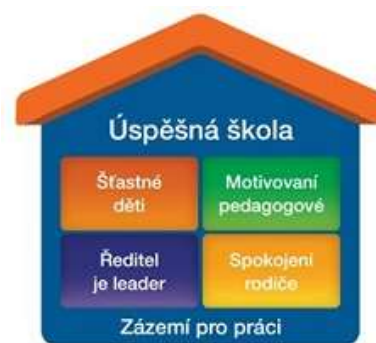 Úspěšná škola
Šťastné
děti
Motivovaní
pedagogové
Ředitel
je leader
Spokojení
rodiče
Zázemí pro práci